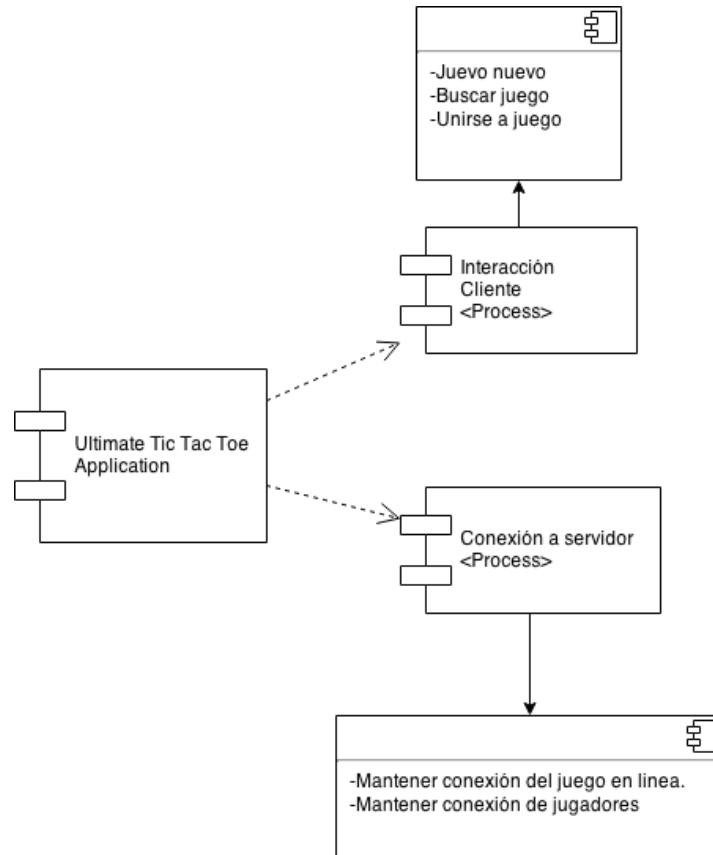 -Juevo nuevo
-Buscar juego
-Unirse a juego
Interacción
Cliente
<Process>
Ultimate Tic Tac Toe
Application
Conexión a servidor
<Process>
-Mantener conexión del juego en linea.
-Mantener conexión de jugadores